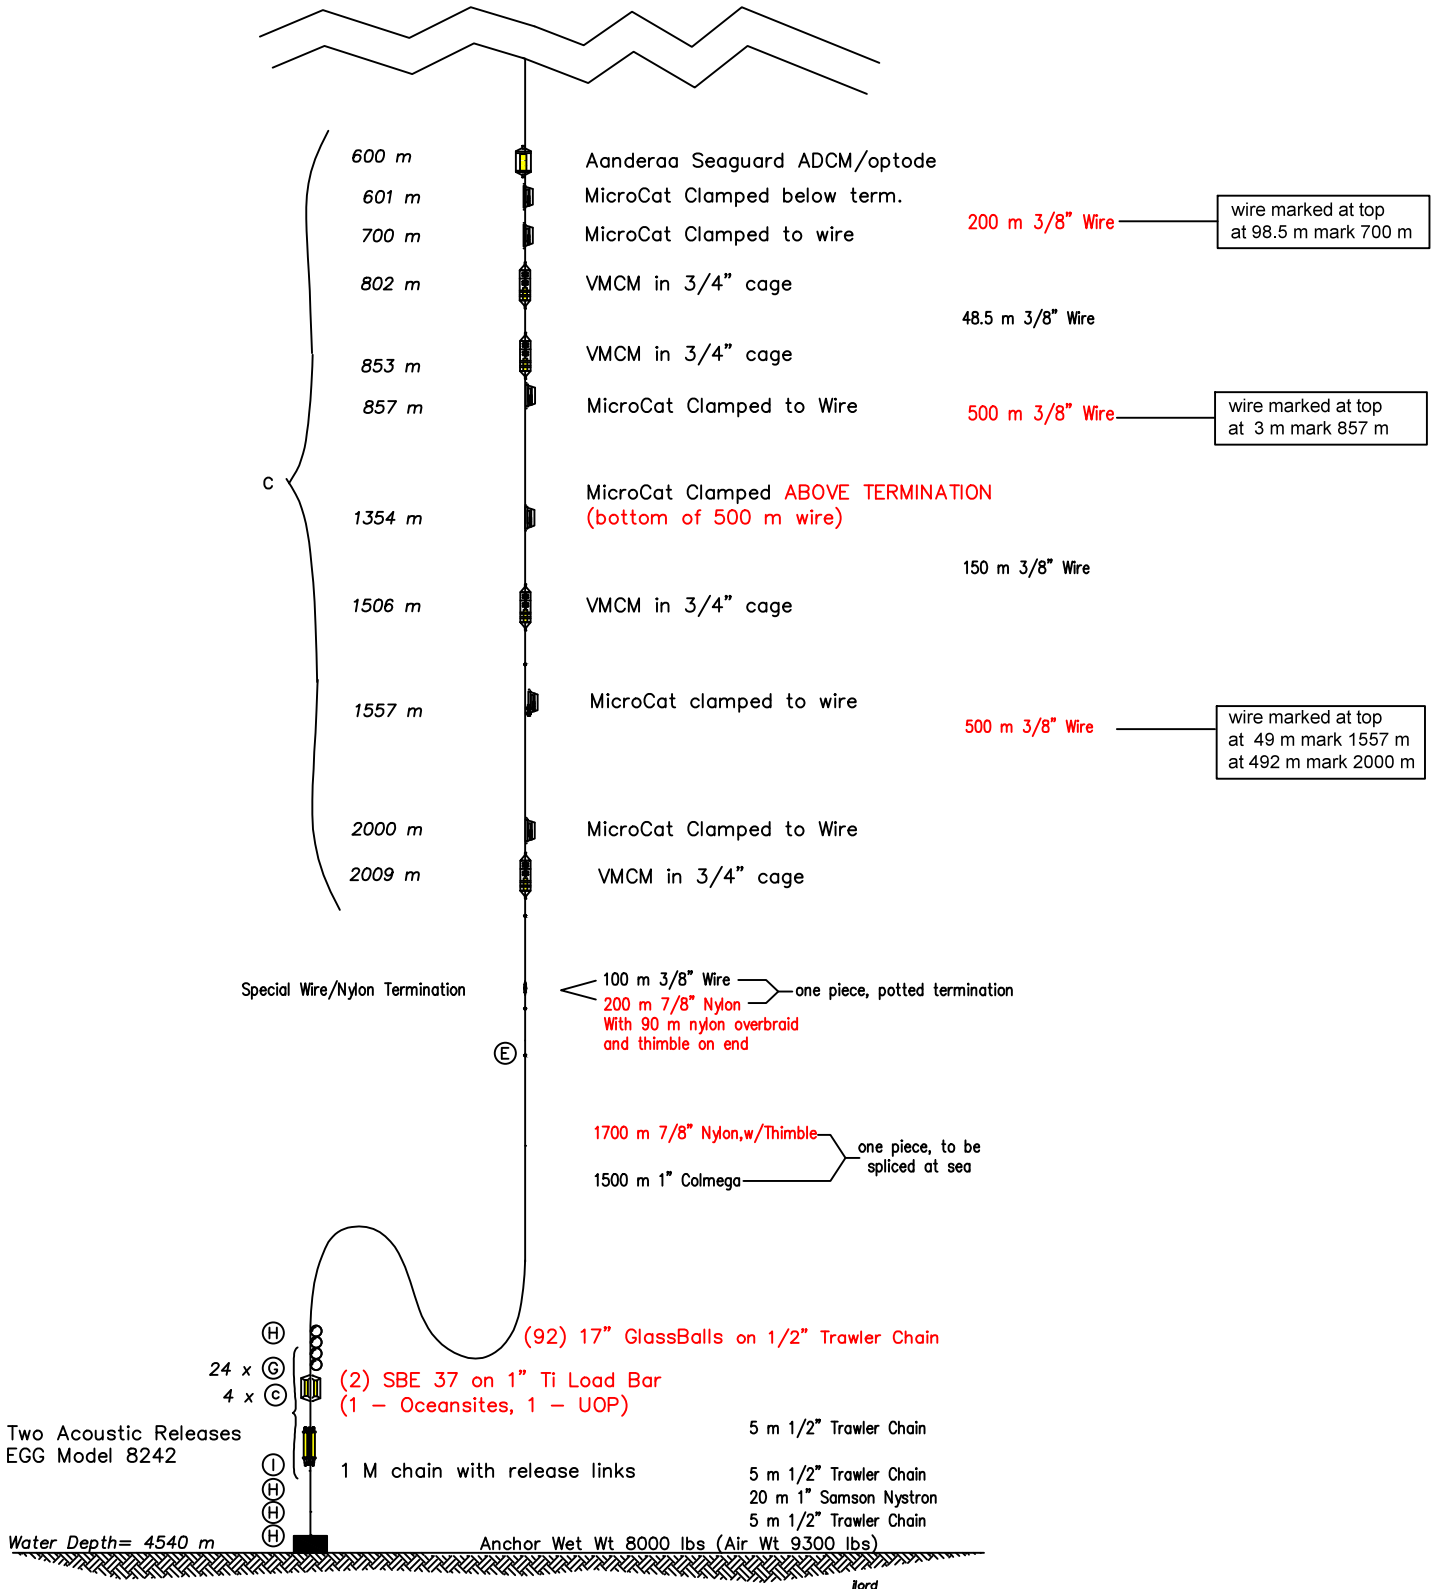 600 m Aanderaa Seaguard ADCM/optode
601 m MicroCat Clamped below term.
wire marked at top
200 m 3/8" Wire
at 98.5 m mark 700 m
700 m MicroCat Clamped to wire
802 m VMCM in 3/4" cage
48.5 m 3/8" Wire
853 m VMCM in 3/4" cage
857 m MicroCat Clamped to Wire
500 m 3/8" Wire
wire marked at top
at 3 m mark 857 m
C
MicroCat Clamped ABOVE TERMINATION
1354 m (bottom of 500 m wire)
150 m 3/8" Wire
1506 m VMCM in 3/4" cage
1557 m MicroCat clamped to wire
500 m 3/8" Wire
wire marked at top
at 49 m mark 1557 m
at 492 m mark 2000 m
2000 m MicroCat Clamped to Wire
2009 m VMCM in 3/4" cage
Special Wire/Nylon Termination
100 m 3/8" Wire
200 m 7/8" Nylon
With 90 m nylon overbraid
and thimble on end
one piece, potted termination
E
1700 m 7/8" Nylon,w/Thimble
1500 m 1" Colmega
one piece, to be
spliced at sea
H (92) 17" GlassBalls on 1/2" Trawler Chain
24 x G
4 x C
(2) SBE 37 on 1" Ti Load Bar
(1 – Oceansites, 1 – UOP)
Two Acoustic Releases
EGG Model 8242
5 m 1/2" Trawler Chain
I 1 M chain with release links
5 m 1/2" Trawler Chain
H 20 m 1" Samson Nystron
H 5 m 1/2" Trawler Chain
H
Water Depth= 4540 m
Anchor Wet Wt 8000 lbs (Air Wt 9300 lbs)